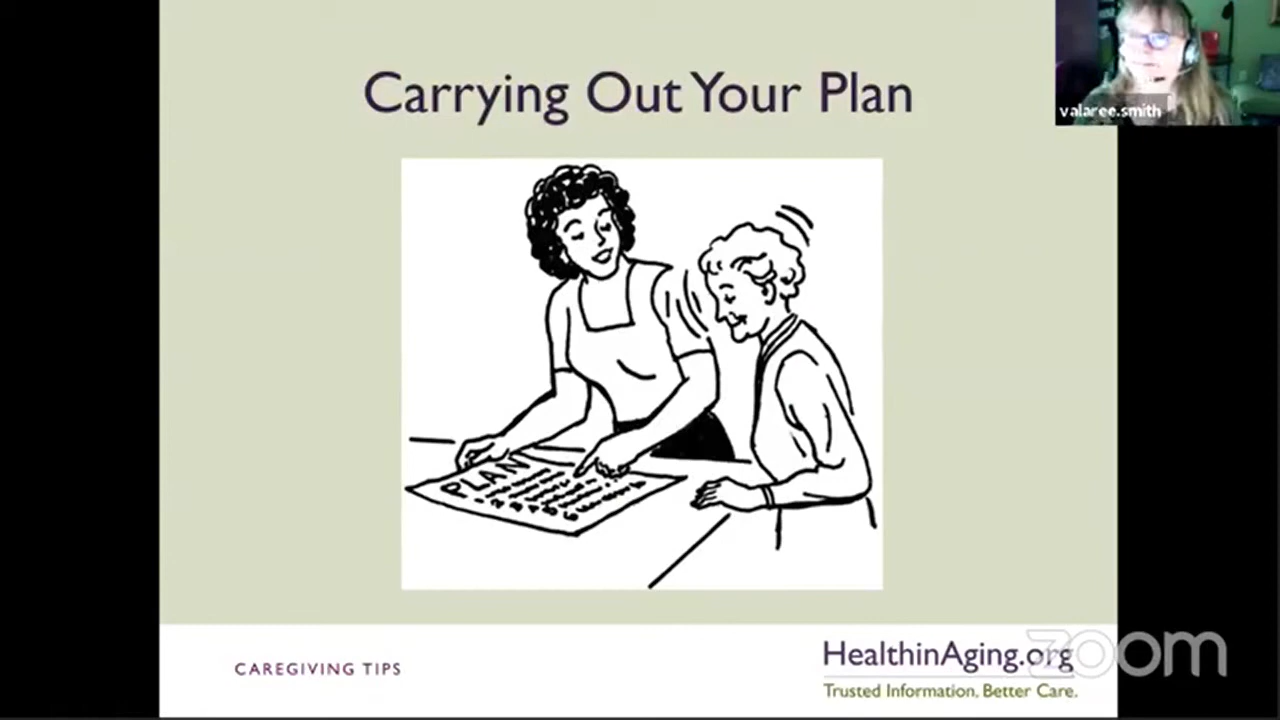 Carrying Out Your Plan
valaree.smith
PLAN
CAREGIVING TIPS
HealthinAging.org
Trusted Information. Better Care.
zoom